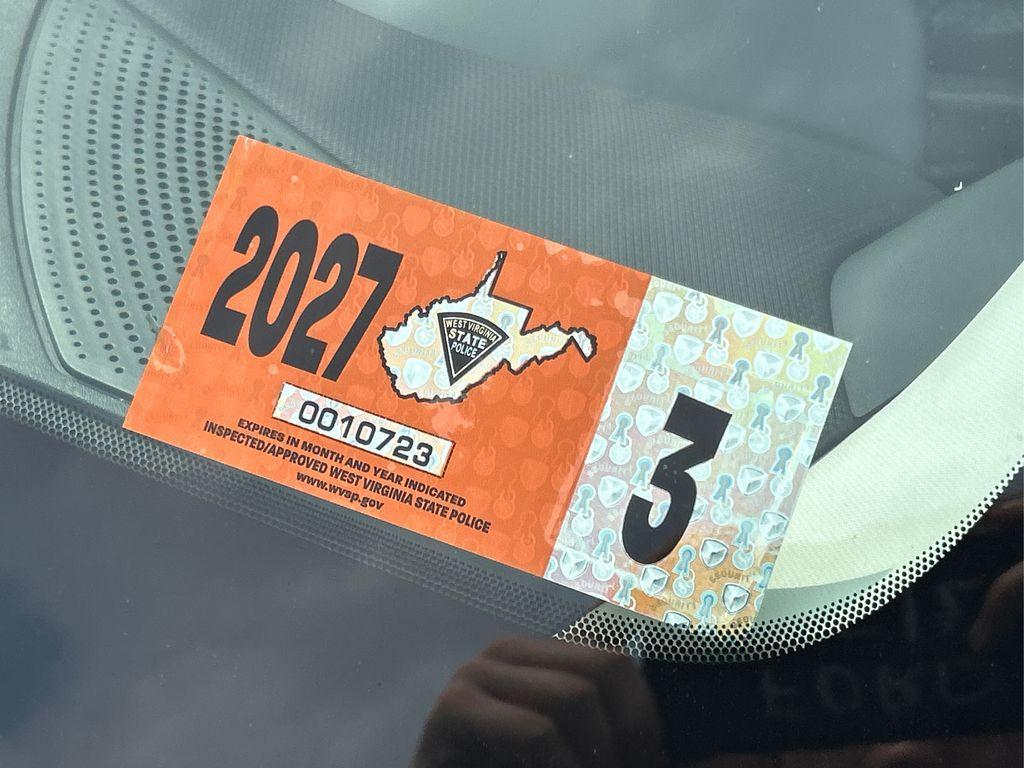 2027
WEST VIRGINIA
STATE
POLICE
0010723
EXPIRES IN MONTH AND YEAR INDICATED
INSPECTED/APPROVED WEST VIRGINIA STATE POLICE
www.wvsp.gov
3